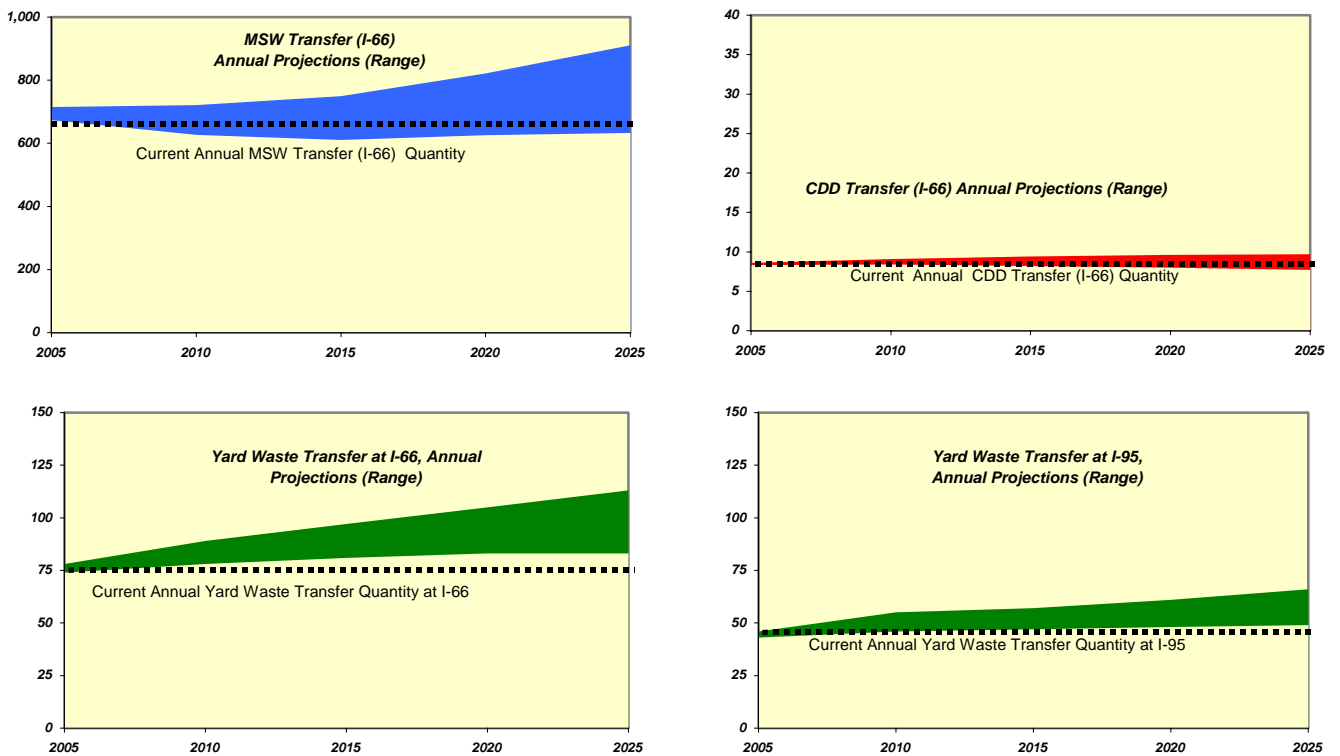 MSW Transfer (I-66)
Annual Projections (Range)
1,000
800
600
400
200
0
Current Annual MSW Transfer (I-66) Quantity
2005 2010 2015 2020 2025
40
35
30
25
20
15
10
5
0
CDD Transfer (I-66) Annual Projections (Range)
Current Annual CDD Transfer (I-66) Quantity
2005 2010 2015 2020 2025
150
125
100
75
50
25
0
Yard Waste Transfer at I-66, Annual
Projections (Range)
Current Annual Yard Waste Transfer Quantity at I-66
2005 2010 2015 2020 2025
150
125
100
75
50
25
0
Yard Waste Transfer at I-95,
Annual Projections (Range)
Current Annual Yard Waste Transfer Quantity at I-95
2005 2010 2015 2020 2025